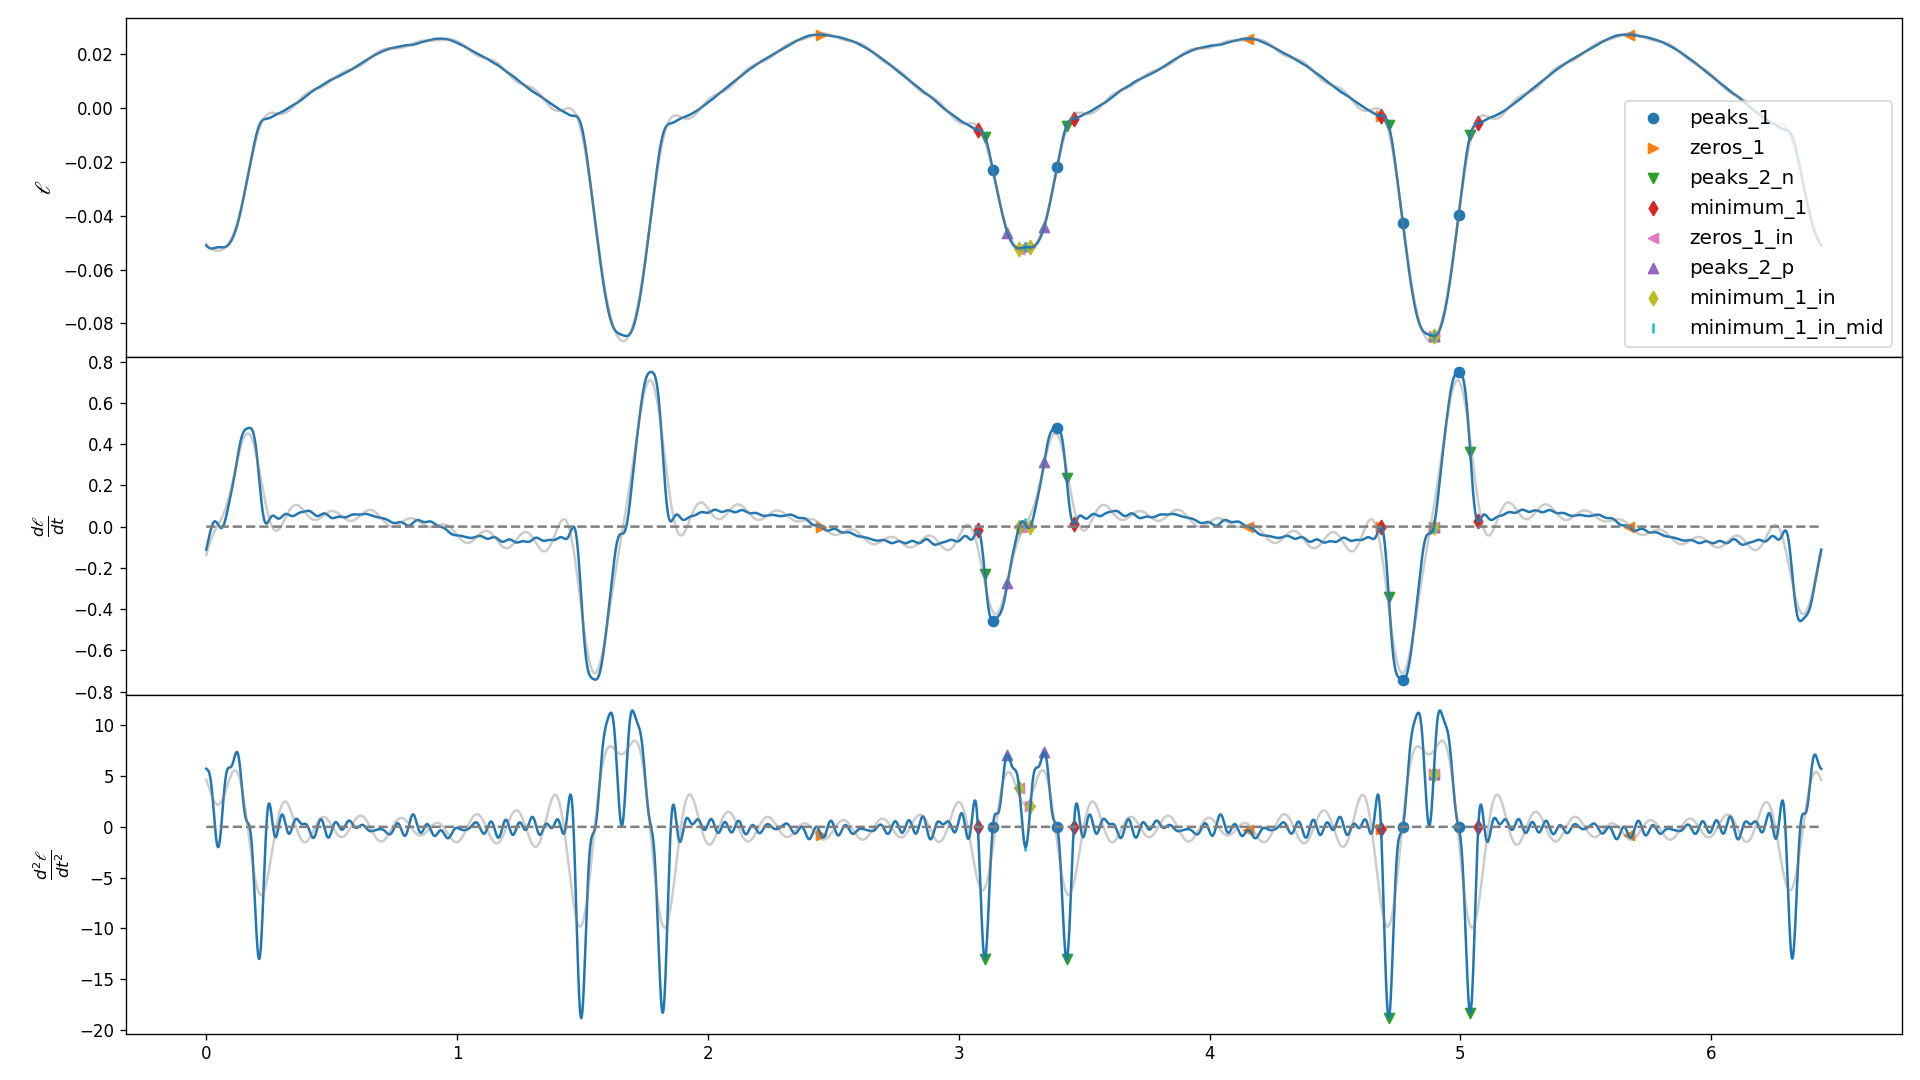 0.02
0.00
−0.02
−0.04
−0.06
−0.08
ℓ
peaks_1
zeros_1
peaks_2_n
minimum_1
zeros_1_in
peaks_2_p
minimum_1_in
minimum_1_in_mid
0.8
0.6
0.4
0.2
0.0
−0.2
−0.4
−0.6
−0.8
dℓ
dt
10
5
0
−5
−10
−15
−20
d²ℓ
dt²
0 1 2 3 4 5 6